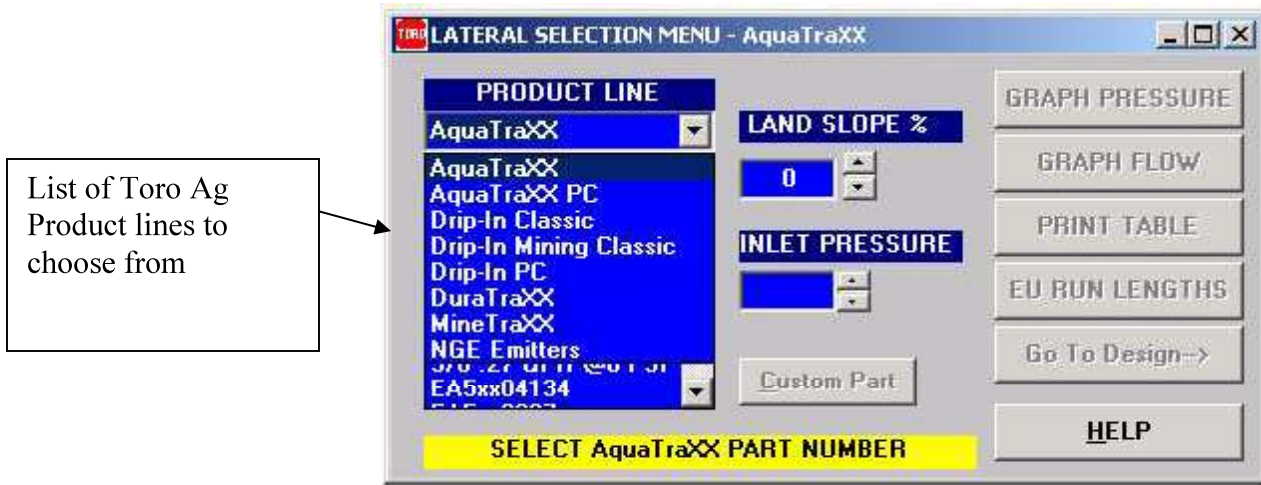 List of Toro Ag
Product lines to
choose from
TORO
LATERAL SELECTION MENU - AquaTraXX
PRODUCT LINE
AquaTraXX
AquaTraXX
AquaTraXX PC
Drip-In Classic
Drip-In Mining Classic
Drip-In PC
DuraTraXX
MineTraXX
NGE Emitters
EA5xx04134
LAND SLOPE %
0
INLET PRESSURE
Custom Part
SELECT AquaTraXX PART NUMBER
GRAPH PRESSURE
GRAPH FLOW
PRINT TABLE
EU RUN LENGTHS
Go To Design-->
HELP